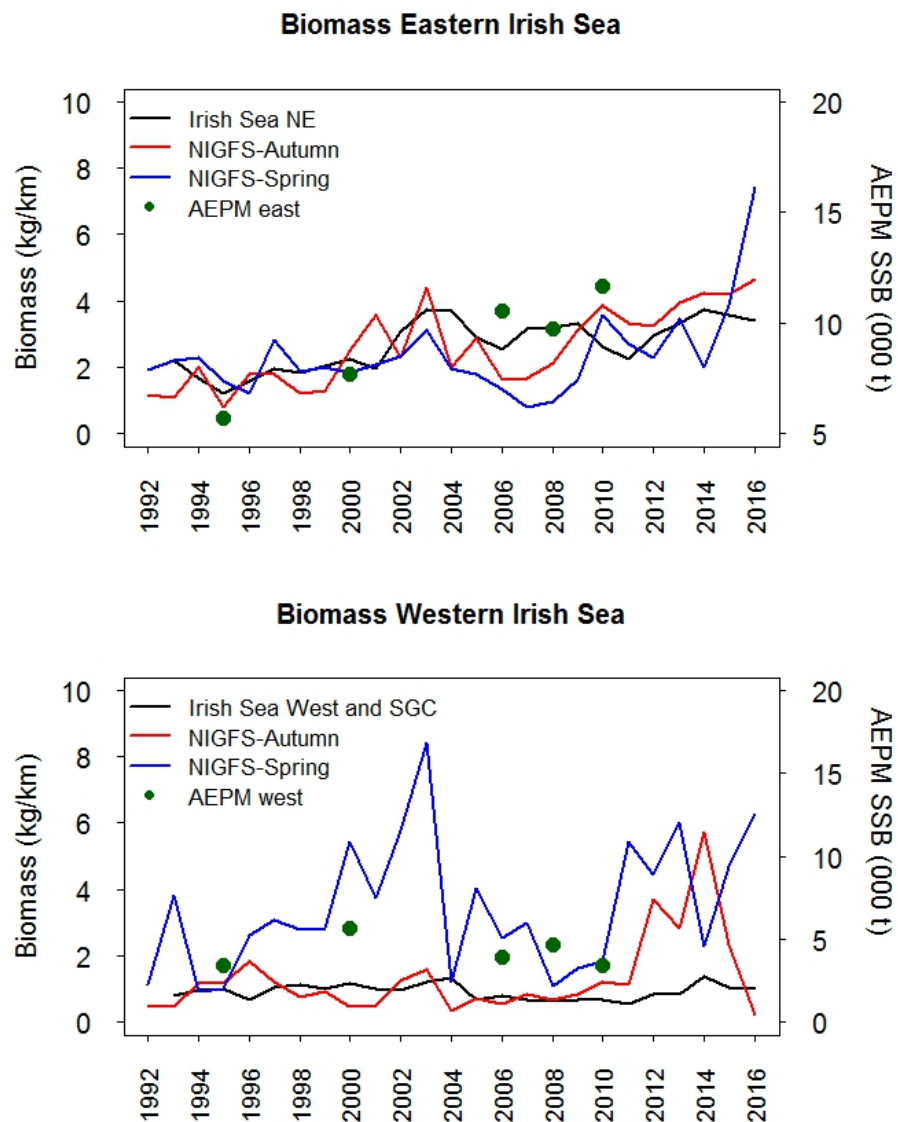 Biomass Eastern Irish Sea
Biomass (kg/km)
10
8
6
4
2
0
Irish Sea NE
NIGFS-Autumn
NIGFS-Spring
AEPM east
20
15
10
5
AEPM SSB (000 t)
1992 1994 1996 1998 2000 2002 2004 2006 2008 2010 2012 2014 2016
Biomass Western Irish Sea
Biomass (kg/km)
10
8
6
4
2
0
Irish Sea West and SGC
NIGFS-Autumn
NIGFS-Spring
AEPM west
20
15
10
5
0
AEPM SSB (000 t)
1992 1994 1996 1998 2000 2002 2004 2006 2008 2010 2012 2014 2016